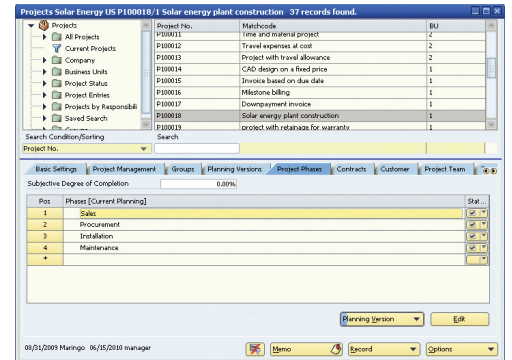 Projects Solar Energy US P100018/1 Solar energy plant construction 37 records found.
Projects
All Projects
Current Projects
Company
Business Units
Project Status
Project Entries
Projects by Responsibili
Saved Search
Project No. Matchcode BU
P100011 Time and material project 2
P100012 Travel expenses at cost 2
P100013 Project with travel allowance 2
P100014 CAD design on a fixed price 1
P100015 Invoice based on due date 1
P100016 Milestone billing 1
P100017 Downpayment invoice 1
P100018 Solar energy plant construction 1
P100019 project with retainage for warranty 1
Search Condition/Sorting Search
Project No.
Basic Settings Project Management Groups Planning Versions Project Phases Contracts Customer Project Team
Subjective Degree of Completion 0.00%
Pos Phases [Current Planning] Stat...
1 Sales
2 Procurement
3 Installation
4 Maintenance
*
Planning Version Edit
08/31/2009 Maringo 06/15/2010 manager Memo Record Options